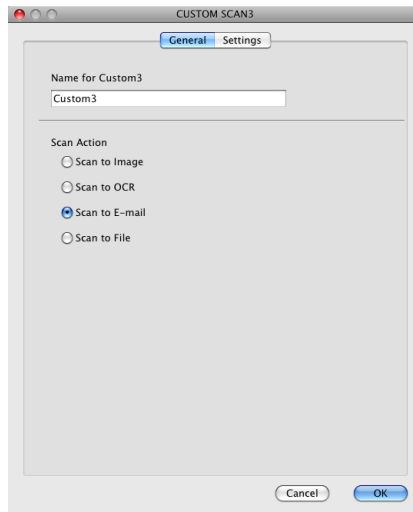 CUSTOM SCAN3
General Settings
Name for Custom3
Custom3
Scan Action
Scan to Image
Scan to OCR
Scan to E-mail
Scan to File
Cancel OK